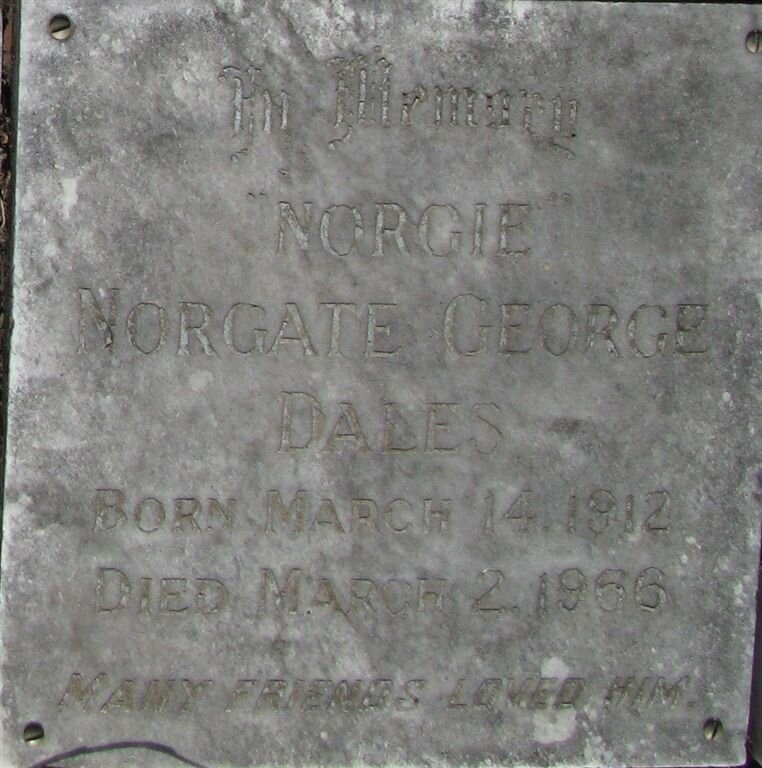 In Memory
"NORGIE"
NORGATE GEORGE
DALES
BORN MARCH 14, 1912
DIED MARCH 2, 1966
MANY FRIENDS LOVED HIM.